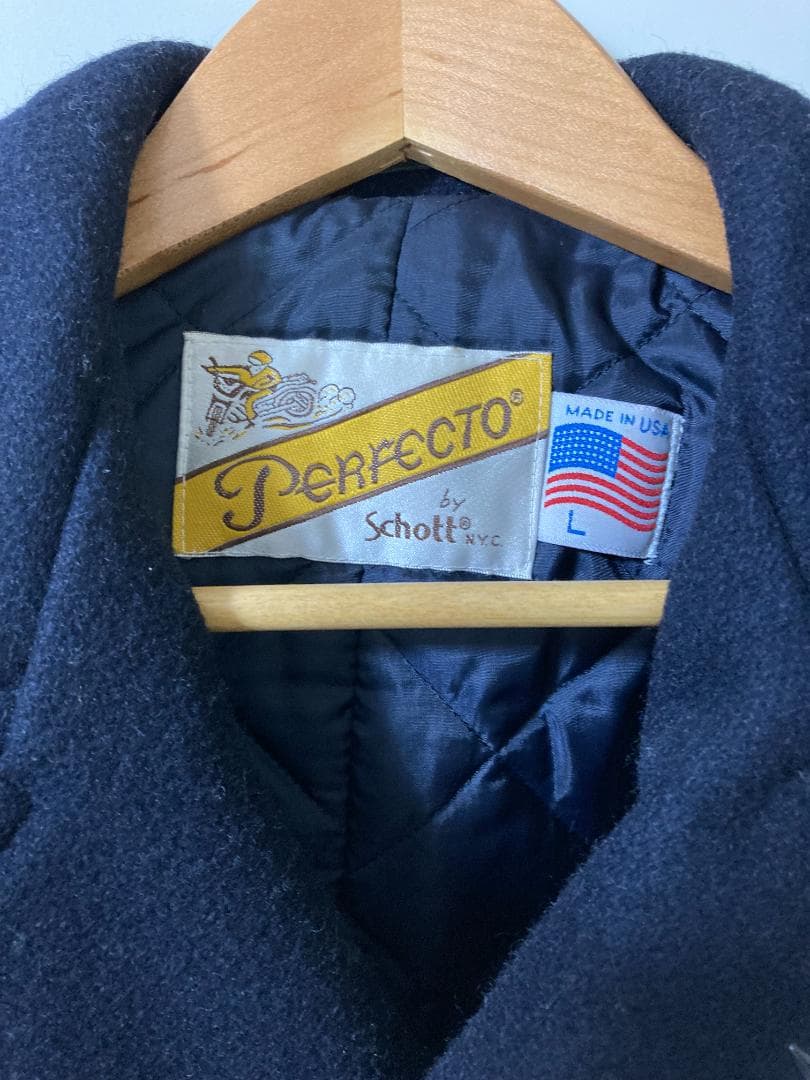 PERFECTO®
by
Schott®
N.Y.C.
MADE IN USA
L